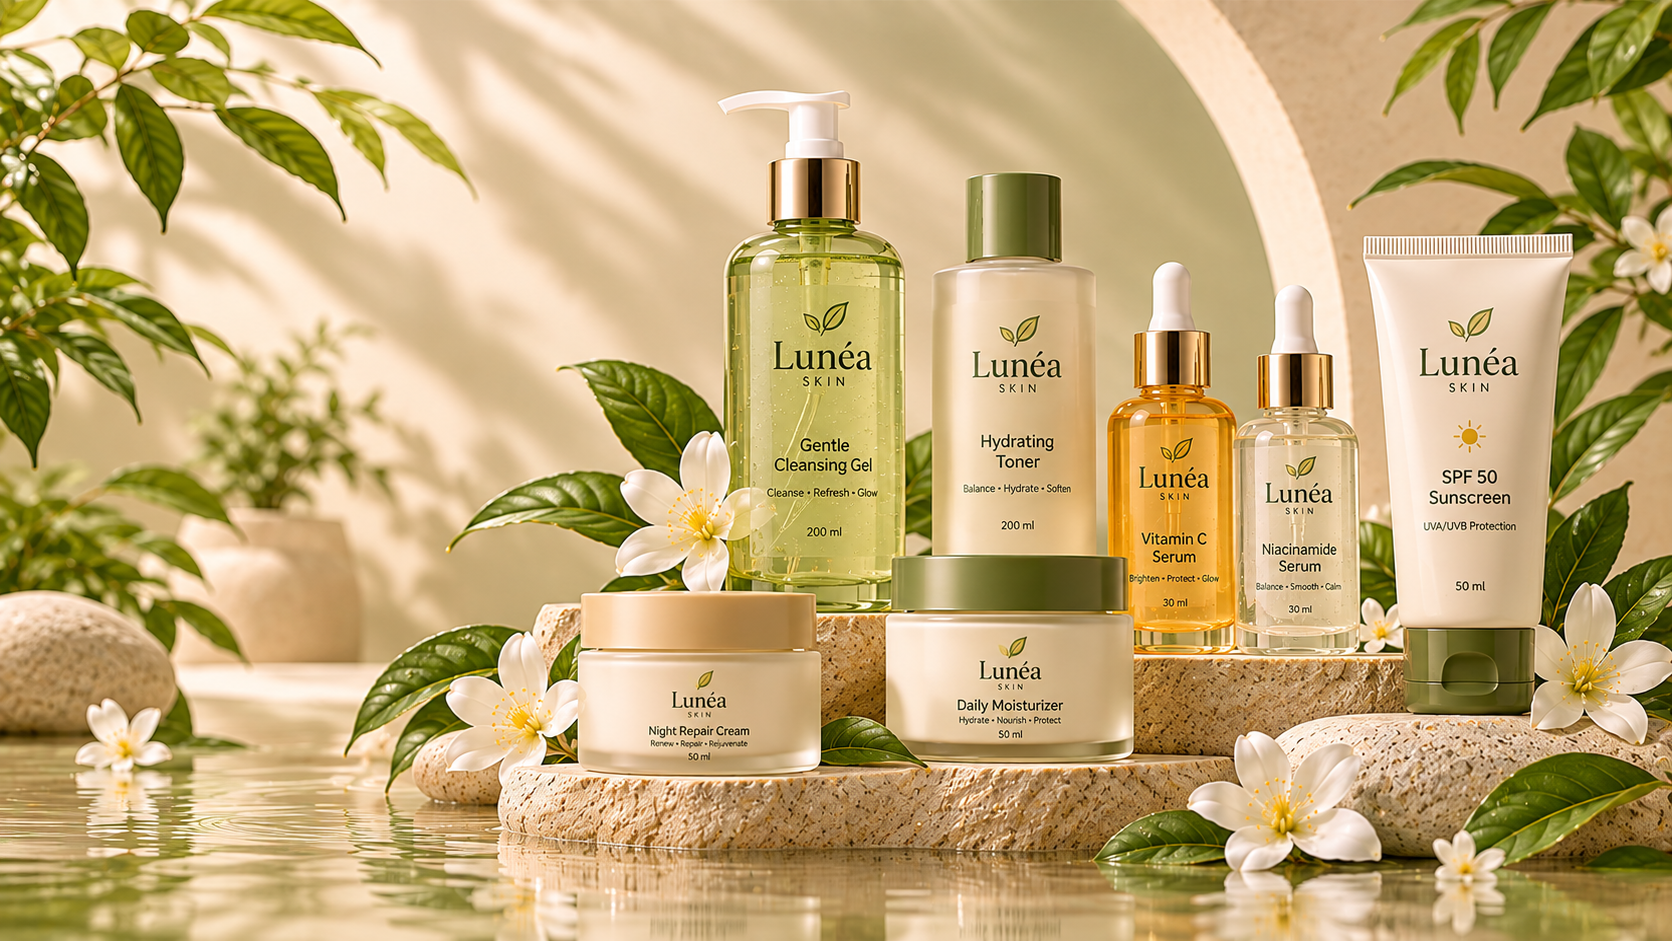 Lunéa
SKIN
Gentle
Cleansing Gel
Cleanse • Refresh • Glow
200 ml
Lunéa
SKIN
Hydrating
Toner
Balance • Hydrate • Soften
200 ml
Lunéa
SKIN
Vitamin C
Serum
Brighten • Protect • Glow
30 ml
Lunéa
SKIN
Niacinamide
Serum
Balance • Smooth • Calm
30 ml
Lunéa
SKIN
SPF 50
Sunscreen
UVA/UVB Protection
50 ml
Lunéa
SKIN
Night Repair Cream
Renew • Repair • Rejuvenate
50 ml
Lunéa
SKIN
Daily Moisturizer
Hydrate • Nourish • Protect
50 ml